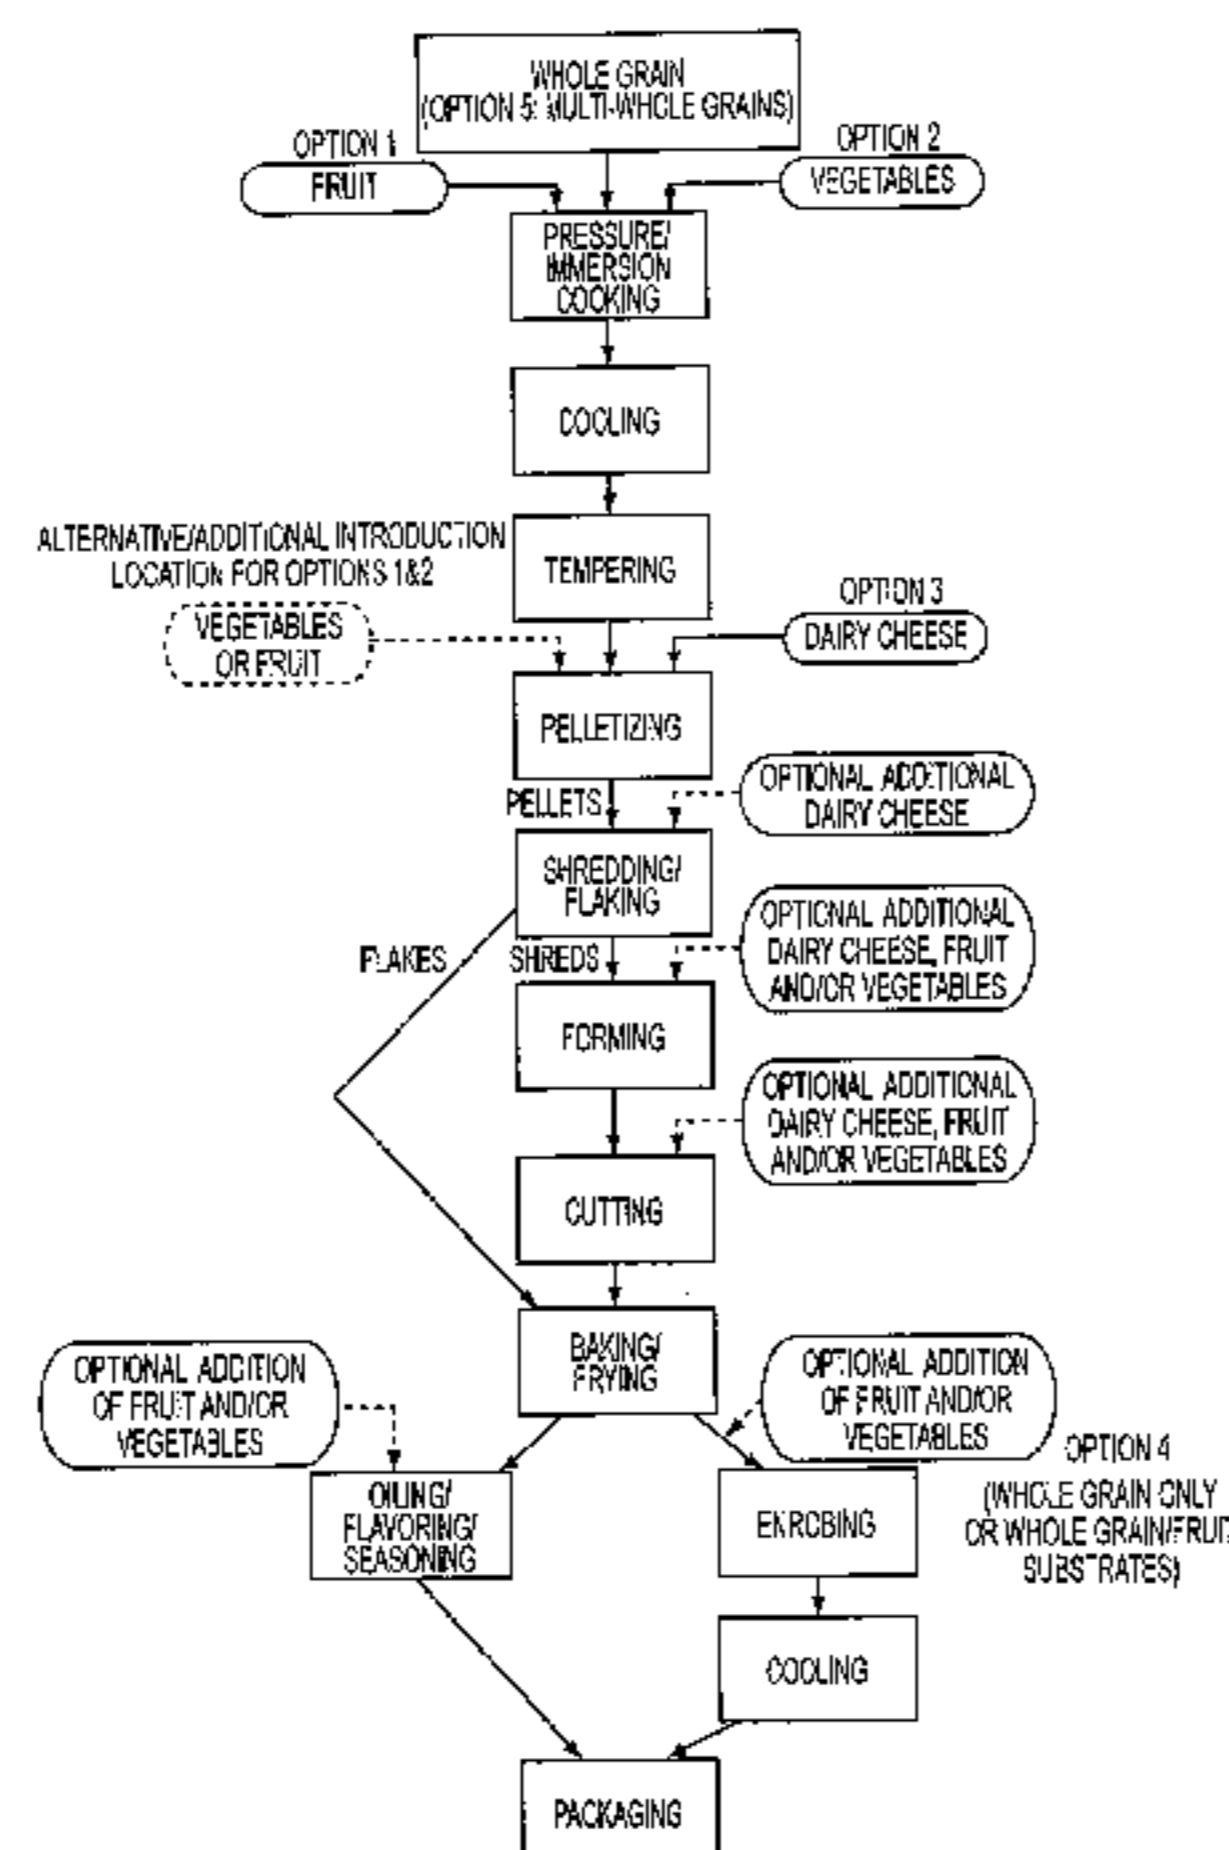 WHOLE GRAIN
(OPTION 5: MULTI-WHOLE GRAINS)
OPTION 1
FRUIT
OPTION 2
VEGETABLES
PRESSURE/
IMMERSION
COOKING
COOLING
TEMPERING
ALTERNATIVE/ADDITIONAL INTRODUCTION
LOCATION FOR OPTIONS 1&2
VEGETABLES
OR FRUIT
OPTION 3
DAIRY CHEESE
PELLETIZING
PELLETS
OPTIONAL ADDITIONAL
DAIRY CHEESE
SHREDDING/
FLAKING
FLAKES
SHREDS
OPTIONAL ADDITIONAL
DAIRY CHEESE, FRUIT
AND/OR VEGETABLES
FORMING
OPTIONAL ADDITIONAL
DAIRY CHEESE, FRUIT
AND/OR VEGETABLES
CUTTING
BAKING/
FRYING
OPTIONAL ADDITION
OF FRUIT AND/OR
VEGETABLES
OPTIONAL ADDITION
OF FRUIT AND/OR
VEGETABLES
OILING/
FLAVORING/
SEASONING
ENROBING
OPTION 4
(WHOLE GRAIN ONLY
OR WHOLE GRAIN/FRUIT
SUBSTRATES)
COOLING
PACKAGING